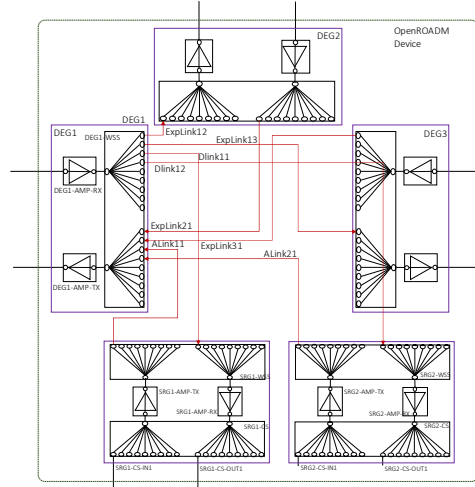 OpenROADM
Device
DEG2
DEG1
DEG1
DEG1-WSS
DEG3
ExpLink12
ExpLink13
Dlink11
Dlink12
DEG1-AMP-RX
ExpLink21
ALink11
ExpLink31
ALink21
DEG1-AMP-TX
SRG1-WSS
SRG2-WSS
SRG1-AMP-TX
SRG1-AMP-RX
SRG2-AMP-TX
SRG2-AMP-RX
SRG1-CS
SRG2-CS
SRG1-CS-IN1
SRG1-CS-OUT1
SRG2-CS-IN1
SRG2-CS-OUT1